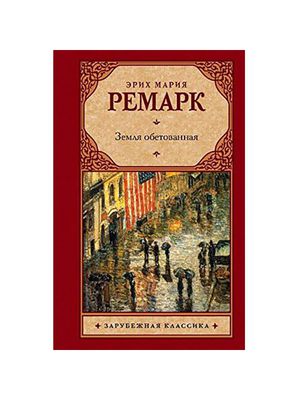 ЭРИХ МАРИЯ
РЕМАРК
Земля обетованная
ЗАРУБЕЖНАЯ КЛАССИКА